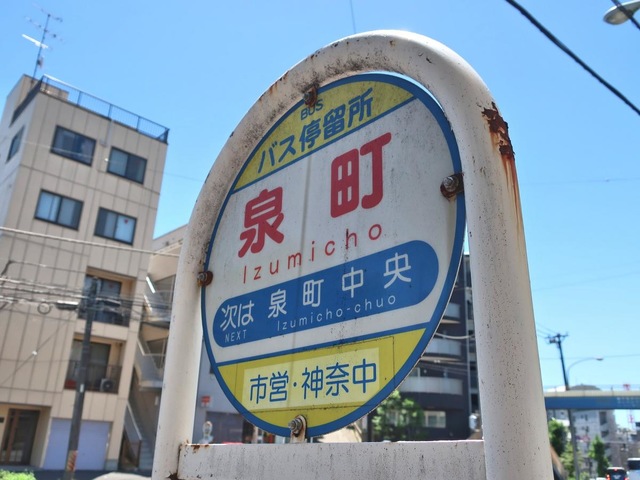 BUS
バス停留所
泉町
Izumicho
次は 泉町中央
NEXT Izumicho-chuo
市営・神奈中